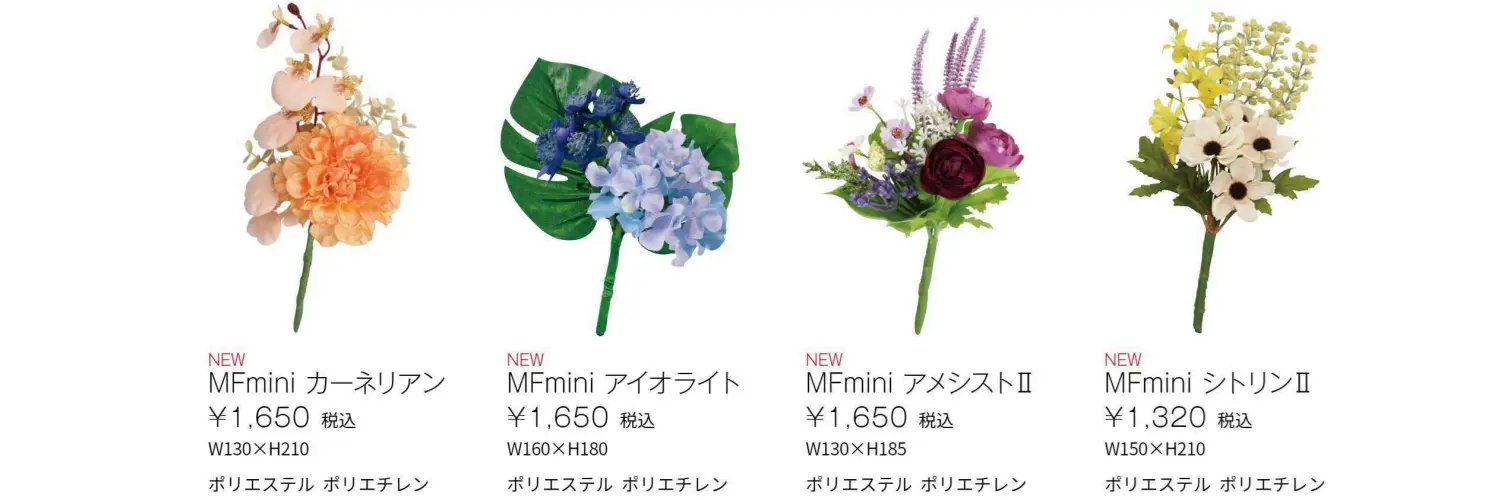 NEW
MFmini カーネリアン
¥1,650 税込
W130×H210
ポリエステル ポリエチレン
NEW
MFmini アイオライト
¥1,650 税込
W160×H180
ポリエステル ポリエチレン
NEW
MFmini アメシストⅡ
¥1,650 税込
W130×H185
ポリエステル ポリエチレン
NEW
MFmini シトリンⅡ
¥1,320 税込
W150×H210
ポリエステル ポリエチレン